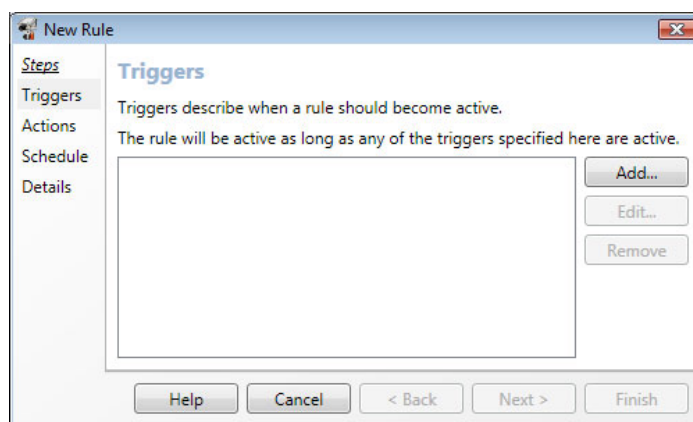 New Rule
Steps
Triggers
Actions
Schedule
Details
Triggers
Triggers describe when a rule should become active.
The rule will be active as long as any of the triggers specified here are active.
Add...
Edit...
Remove
Help
Cancel
< Back
Next >
Finish